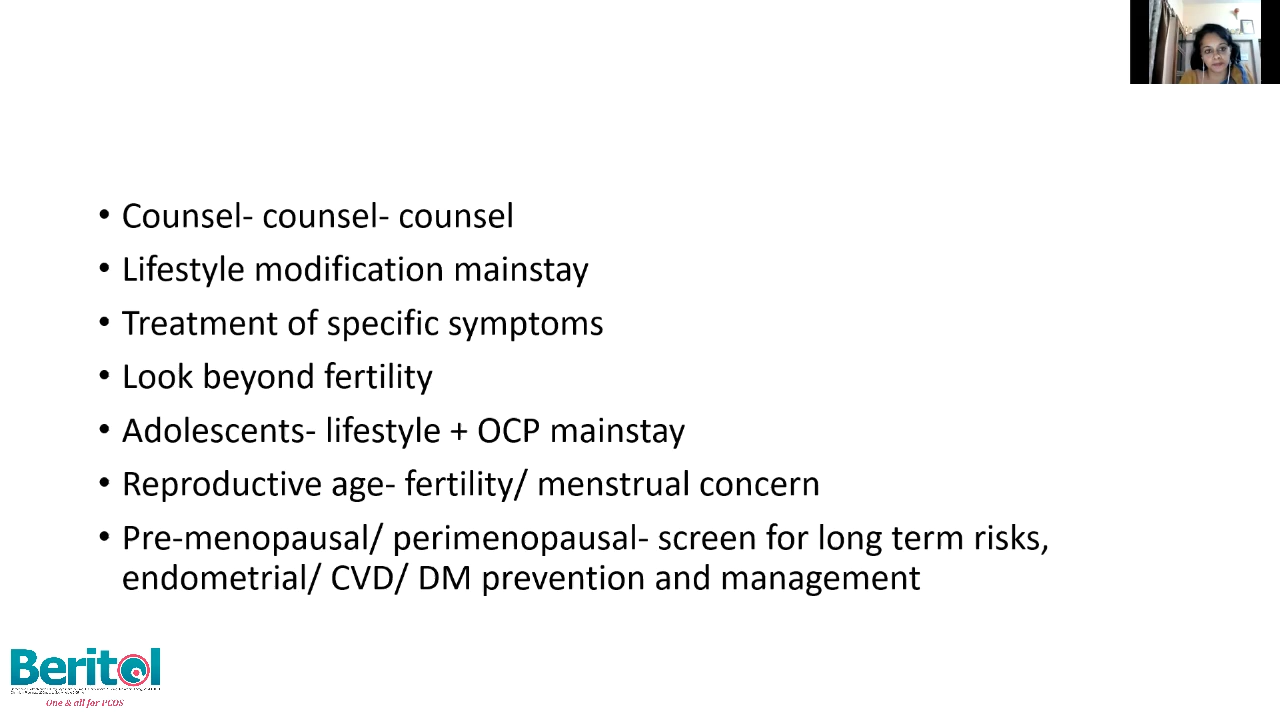 • Counsel- counsel- counsel
• Lifestyle modification mainstay
• Treatment of specific symptoms
• Look beyond fertility
• Adolescents- lifestyle + OCP mainstay
• Reproductive age- fertility/ menstrual concern
• Pre-menopausal/ perimenopausal- screen for long term risks,
endometrial/ CVD/ DM prevention and management
Beritol
One & all for PCOS